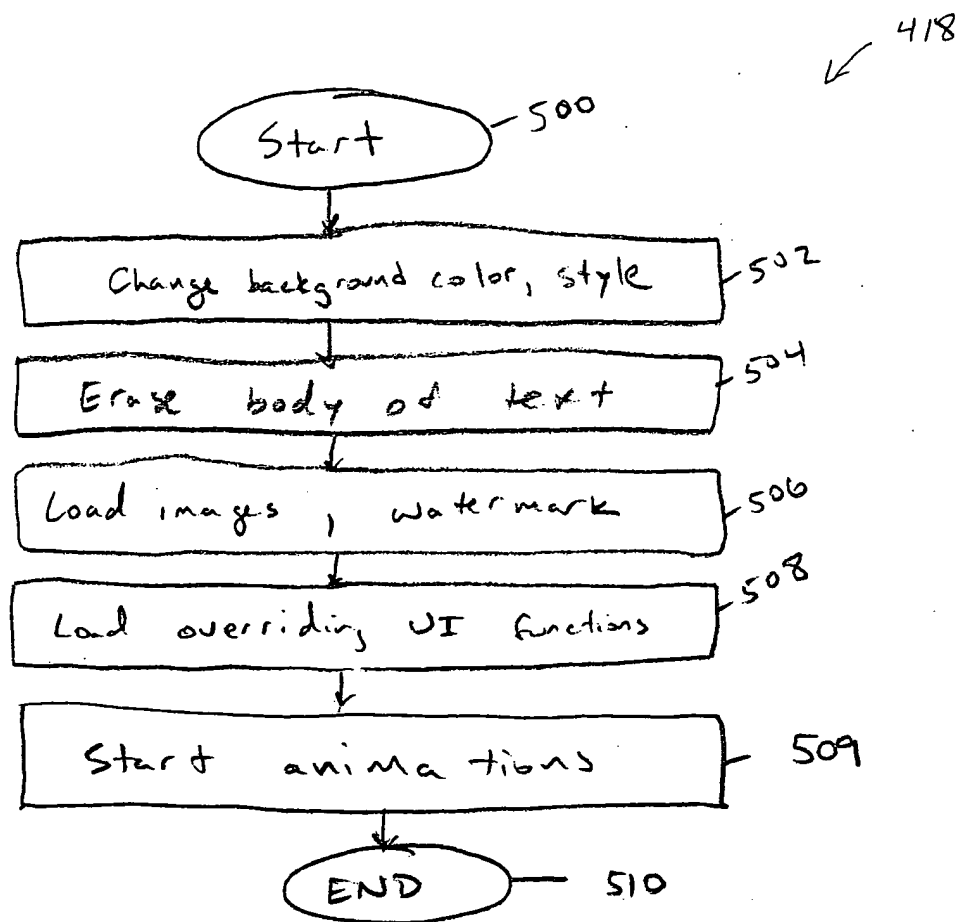 418
Start 500
Change background color, style 502
Erase body of text 504
Load images, watermark 506
Load overriding UI functions 508
Start animations 509
END 510